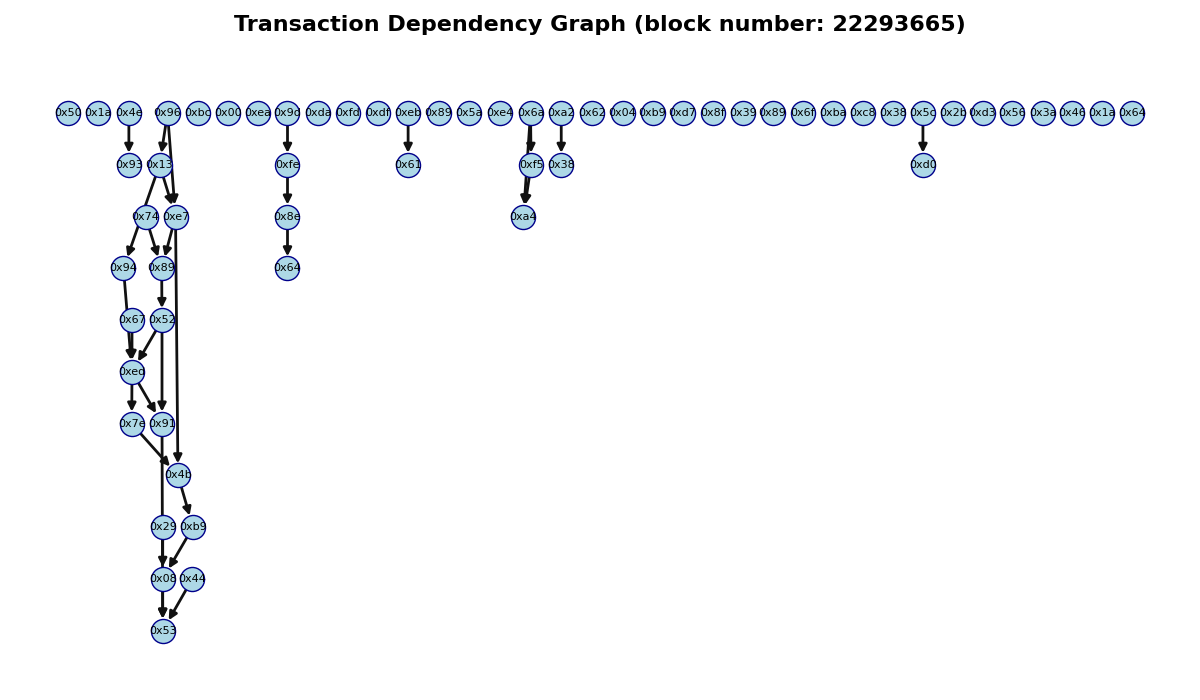 Transaction Dependency Graph (block number: 22293665)
0x50 0x1a 0x4e 0x96 0xbc 0x00 0xea 0x9d 0xda 0xfd 0xdf 0xeb 0x89 0x5a 0xe4 0x6a 0xa2 0x62 0x04 0xb9 0xd7 0x8f 0x39 0x89 0x6f 0xba 0xc8 0x38 0x5c 0x2b 0xd3 0x56 0x3a 0x46 0x1a 0x64
0x93 0x13 0xfe 0x61 0xf5 0x38 0xd0
0x74 0xe7 0x8e 0xa4
0x94 0x89 0x64
0x67 0x52
0xed
0x7e 0x91
0x4b
0x29 0xb9
0x08 0x44
0x53